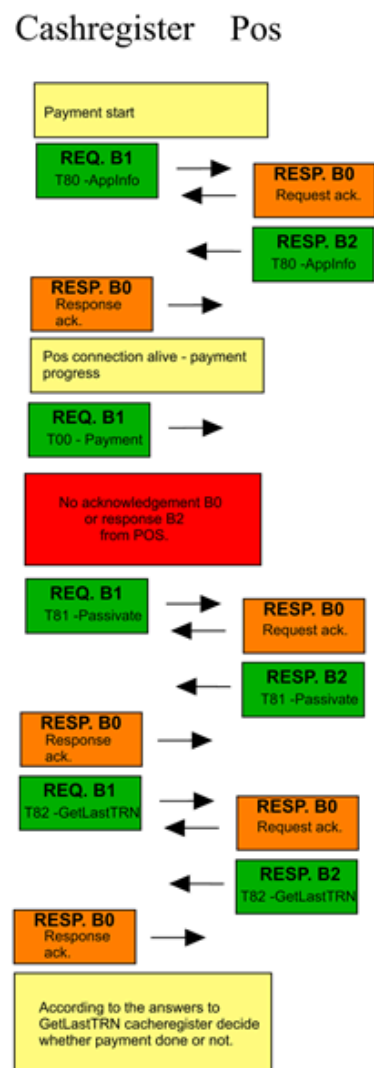 Cashregister Pos
Payment start
REQ. B1
T80 -AppInfo
RESP. B0
Request ack.
RESP. B2
T80 -AppInfo
RESP. B0
Response
ack.
Pos connection alive - payment
progress
REQ. B1
T00 - Payment
No acknowledgement B0
or response B2
from POS.
REQ. B1
T81 -Passivate
RESP. B0
Request ack.
RESP. B2
T81 -Passivate
RESP. B0
Response
ack.
REQ. B1
T82 -GetLastTRN
RESP. B0
Request ack.
RESP. B2
T82 -GetLastTRN
RESP. B0
Response
ack.
According to the answers to
GetLastTRN cacheregister decide
whether payment done or not.